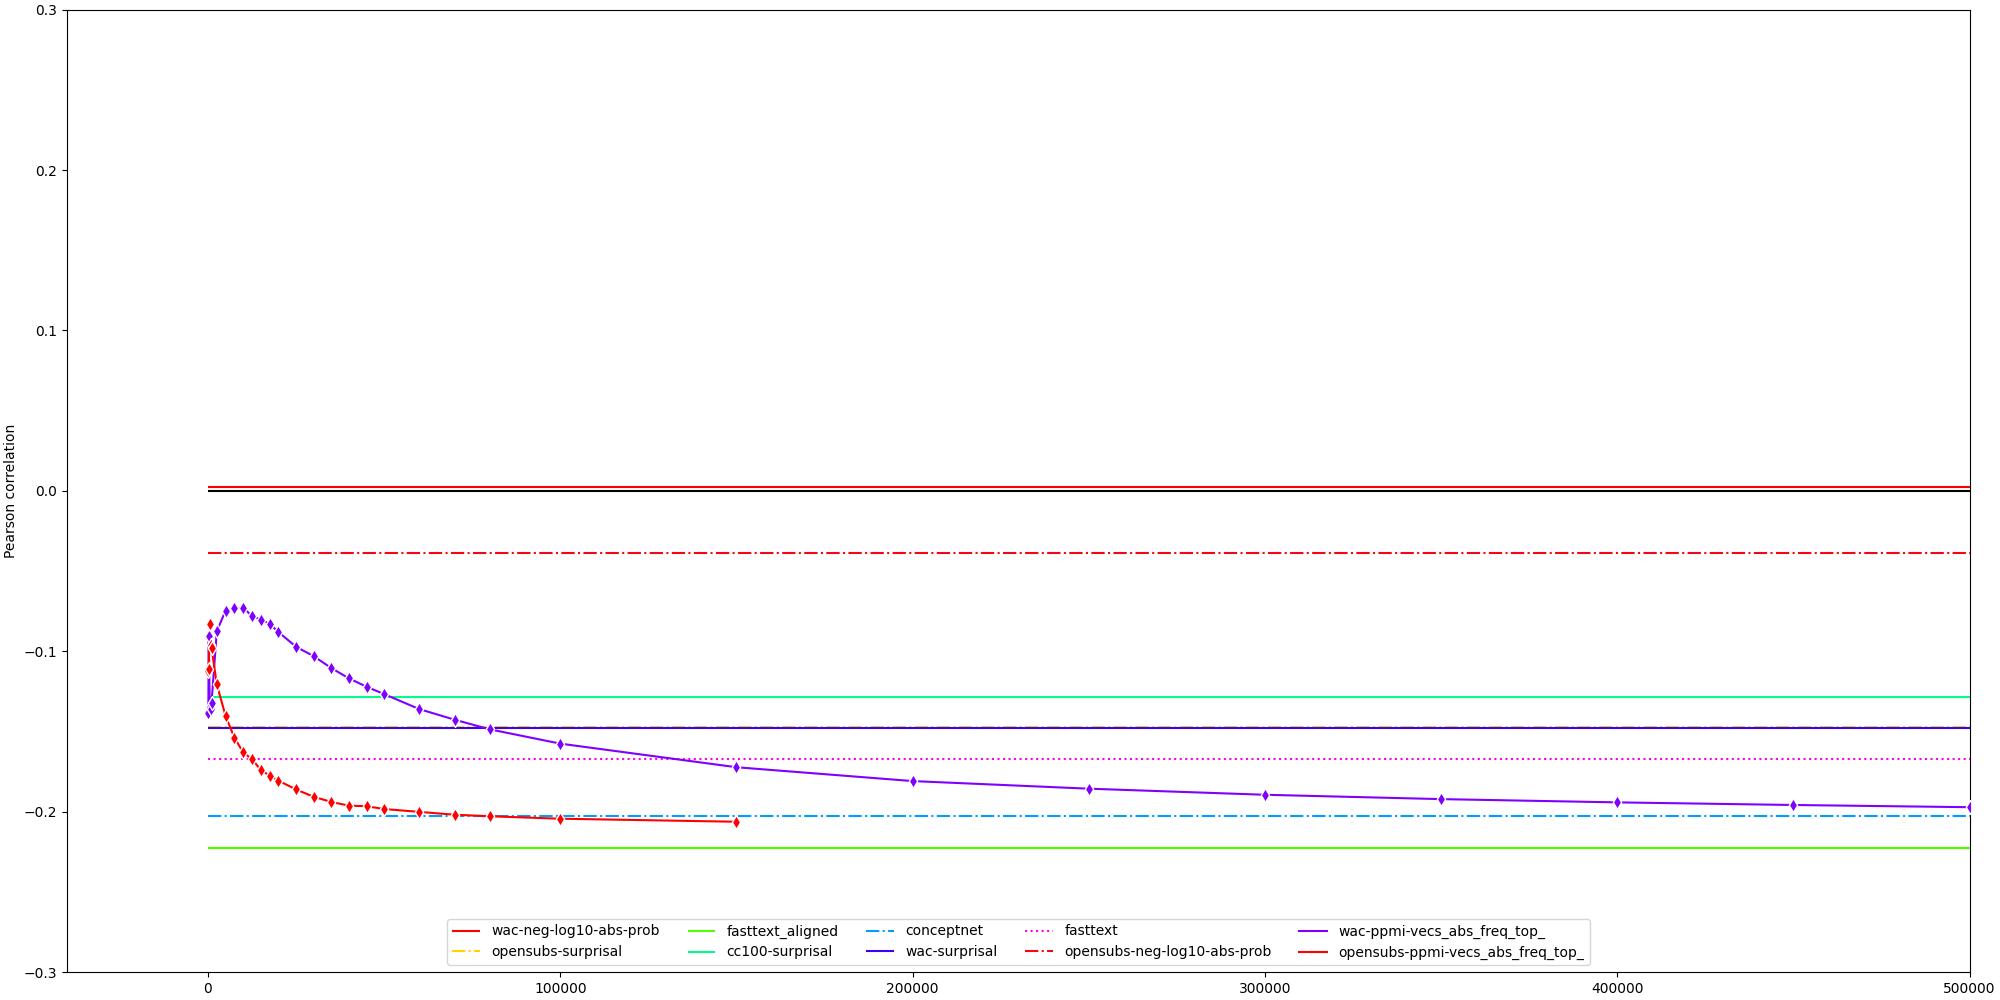 0.3
0.2
0.1
0.0
−0.1
−0.2
−0.3
Pearson correlation
wac-neg-log10-abs-prob fasttext_aligned conceptnet fasttext wac-ppmi-vecs_abs_freq_top_
opensubs-surprisal cc100-surprisal wac-surprisal opensubs-neg-log10-abs-prob opensubs-ppmi-vecs_abs_freq_top_
0 100000 200000 300000 400000 500000